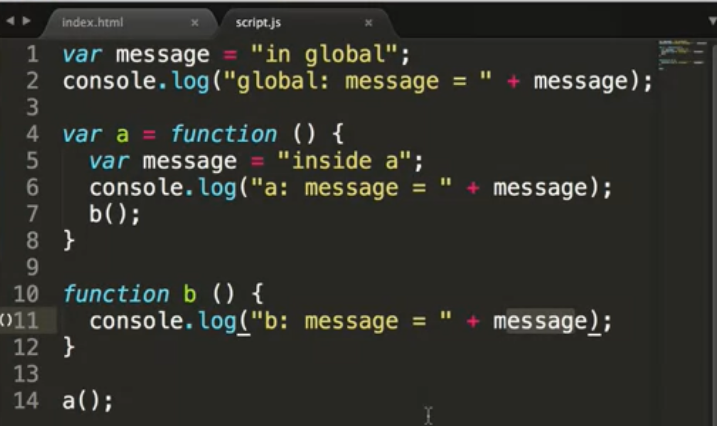 index.html × script.js ×
1 var message = "in global";
2 console.log("global: message = " + message);
3
4 var a = function () {
5   var message = "inside a";
6   console.log("a: message = " + message);
7   b();
8 }
9
10 function b () {
11   console.log("b: message = " + message);
12 }
13
14 a();